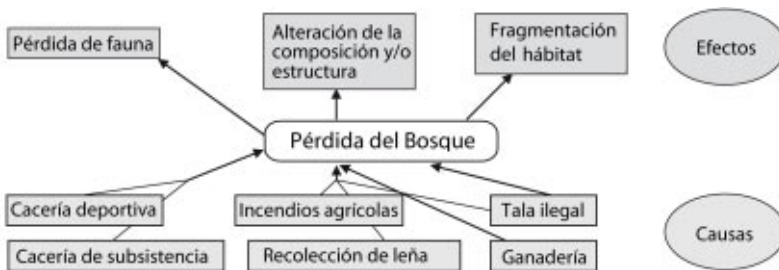 Pérdida de fauna
Alteración de la
composición y/o
estructura
Fragmentación
del hábitat
Efectos
Pérdida del Bosque
Cacería deportiva
Incendios agrícolas
Tala ilegal
Cacería de subsistencia
Recolección de leña
Ganadería
Causas